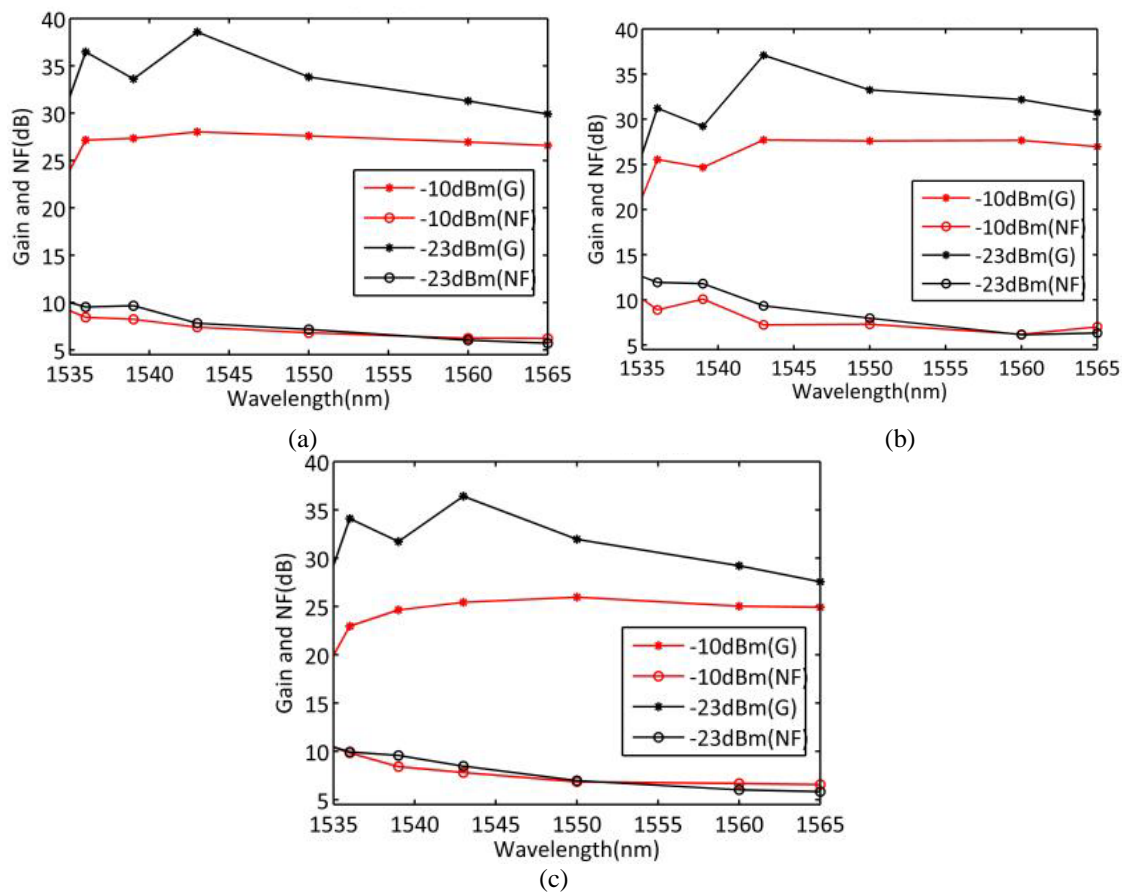 Gain and NF(dB)
40
35
30
25
20
15
10
5
-10dBm(G)
-10dBm(NF)
-23dBm(G)
-23dBm(NF)
1535 1540 1545 1550 1555 1560 1565
Wavelength(nm)
(a)
Gain and NF(dB)
40
35
30
25
20
15
10
5
-10dBm(G)
-10dBm(NF)
-23dBm(G)
-23dBm(NF)
1535 1540 1545 1550 1555 1560 1565
Wavelength(nm)
(b)
Gain and NF(dB)
40
35
30
25
20
15
10
5
-10dBm(G)
-10dBm(NF)
-23dBm(G)
-23dBm(NF)
1535 1540 1545 1550 1555 1560 1565
Wavelength(nm)
(c)